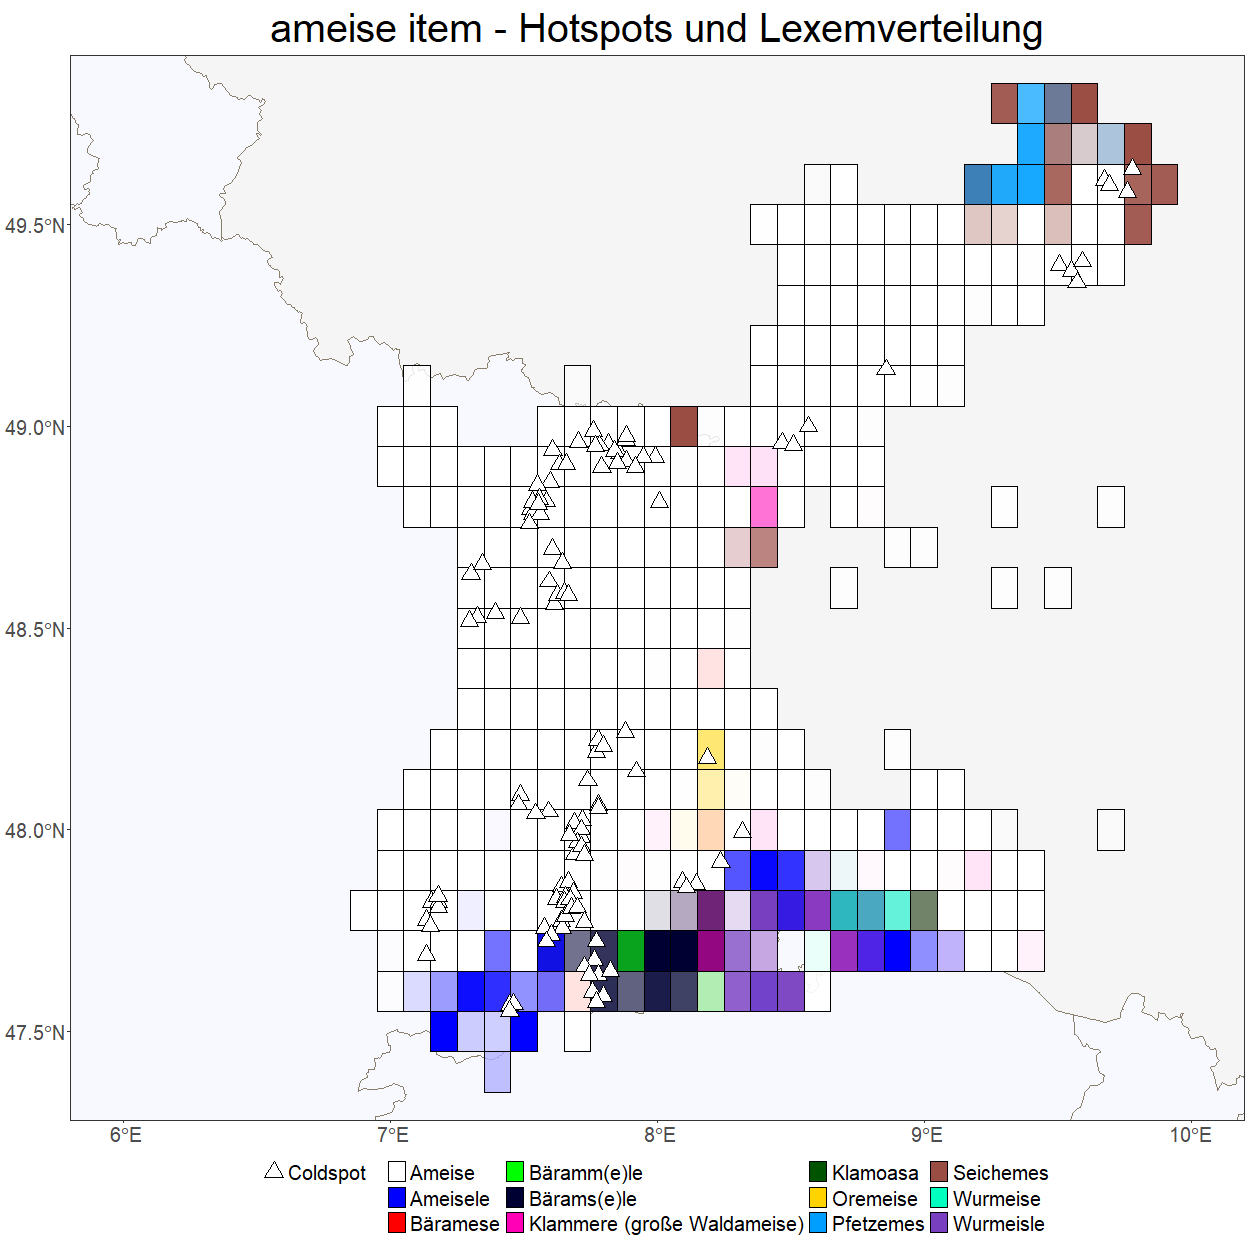 ameise item - Hotspots und Lexemverteilung
49.5°N
49.0°N
48.5°N
48.0°N
47.5°N
6°E 7°E 8°E 9°E 10°E
Coldspot Ameise Bäramm(e)le Klamoasa Seichemes
Ameisele Bärams(e)le Oremeise Wurmeise
Bäramese Klammere (große Waldameise) Pfetzemes Wurmeisle